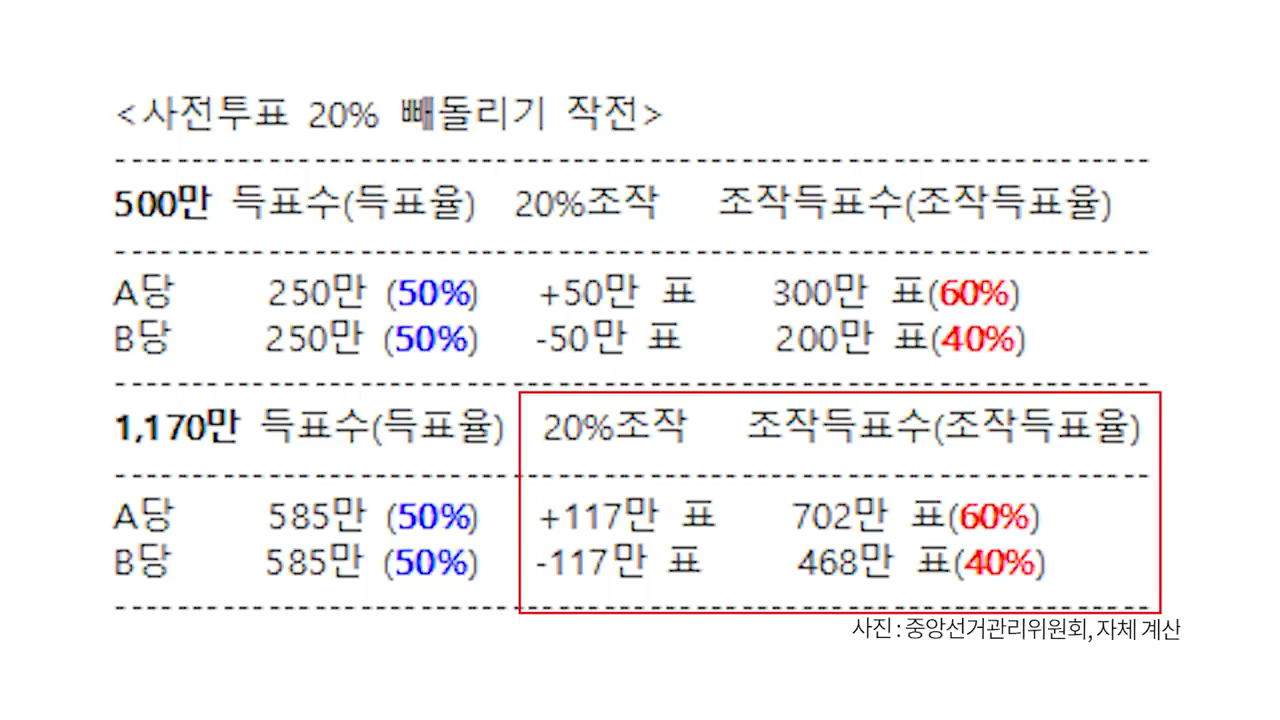 <사전투표 20% 빼돌리기 작전>
500만 득표수(득표율) 20%조작 조작득표수(조작득표율)
A당 250만 (50%) +50만 표 300만 표(60%)
B당 250만 (50%) -50만 표 200만 표(40%)
1,170만 득표수(득표율) 20%조작 조작득표수(조작득표율)
A당 585만 (50%) +117만 표 702만 표(60%)
B당 585만 (50%) -117만 표 468만 표(40%)
사진 : 중앙선거관리위원회, 자체 계산